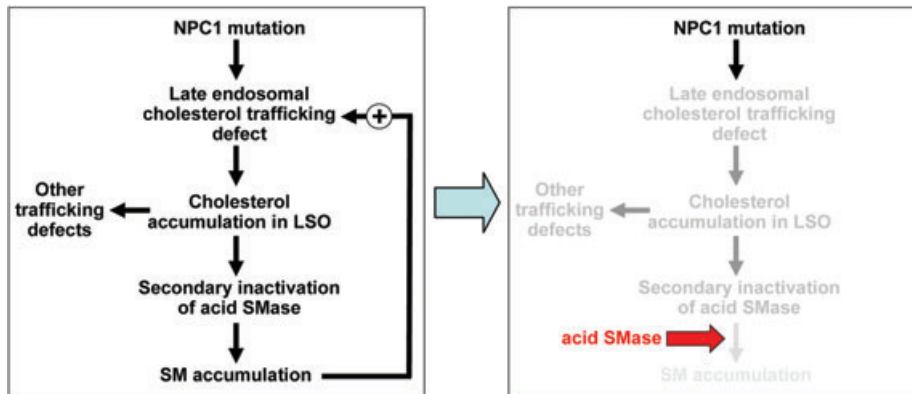 NPC1 mutation
Late endosomal
cholesterol trafficking
defect
+
Other
trafficking
defects
Cholesterol
accumulation in LSO
Secondary inactivation
of acid SMase
SM accumulation
NPC1 mutation
Late endosomal
cholesterol trafficking
defect
Other
trafficking
defects
Cholesterol
accumulation in LSO
Secondary inactivation
of acid SMase
acid SMase
SM accumulation